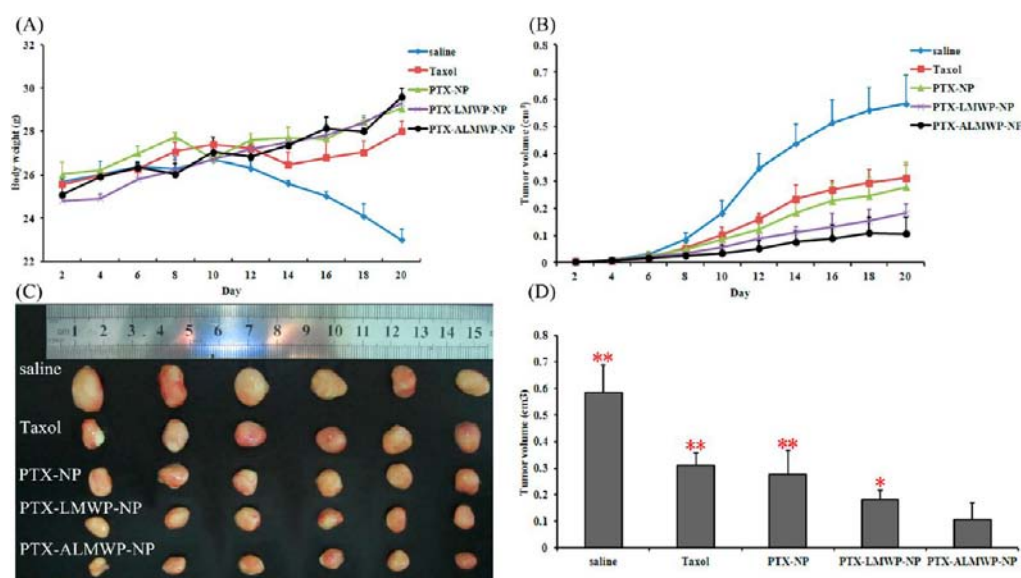 (A)
32
30
28
26
24
22
Body weight (g)
2 4 6 8 10 12 14 16 18 20
Day
saline
Taxol
PTX-NP
PTX-LMWP-NP
PTX-ALMWP-NP
(B)
0.8
0.7
0.6
0.5
0.4
0.3
0.2
0.1
0
Tumor volume (cm³)
2 4 6 8 10 12 14 16 18 20
Day
saline
Taxol
PTX-NP
PTX-LMWP-NP
PTX-ALMWP-NP
(C)
1 2 3 4 5 6 7 8 9 10 11 12 13 14 15
saline
Taxol
PTX-NP
PTX-LMWP-NP
PTX-ALMWP-NP
(D)
0.8
0.7
0.6
0.5
0.4
0.3
0.2
0.1
0
Tumor volume (cm3)
**
**
**
*
saline Taxol PTX-NP PTX-LMWP-NP PTX-ALMWP-NP